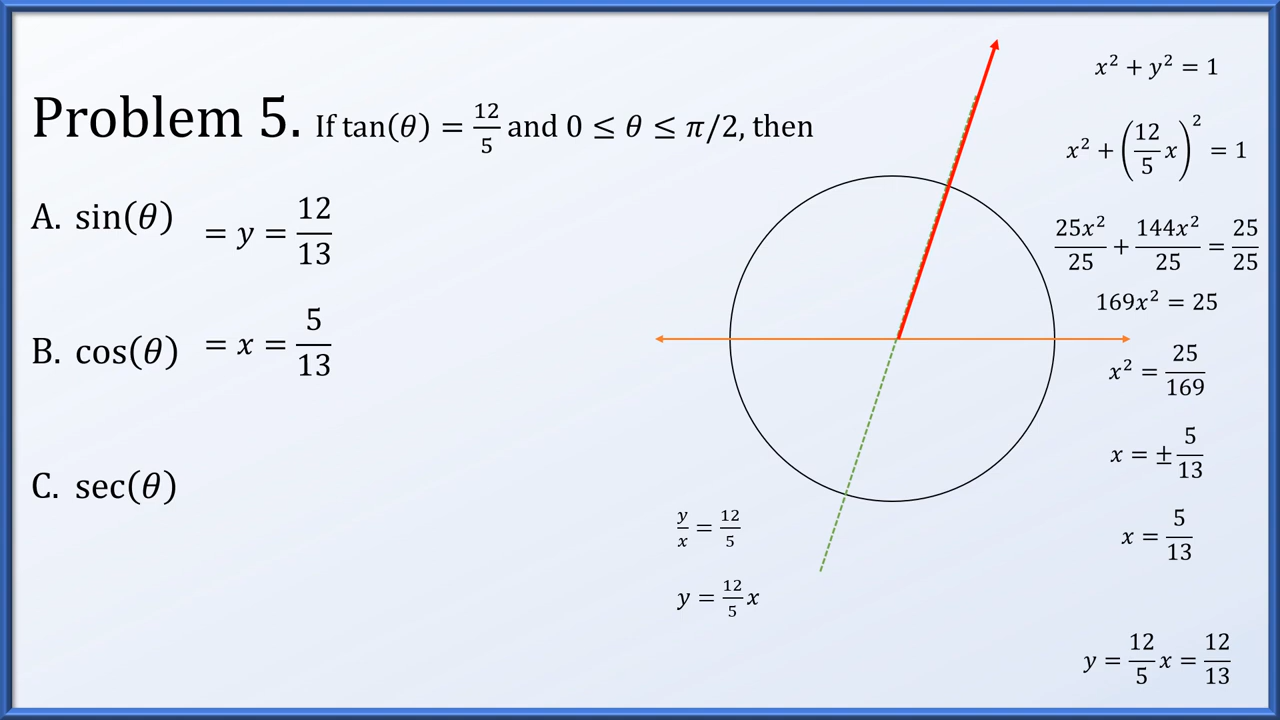 Problem 5. If tan(θ) = 12/5 and 0 ≤ θ ≤ π/2, then
A. sin(θ) = y = 12/13
B. cos(θ) = x = 5/13
C. sec(θ)
y/x = 12/5
y = 12/5 x
x² + y² = 1
x² + (12/5 x)² = 1
25x²/25 + 144x²/25 = 25/25
169x² = 25
x² = 25/169
x = ± 5/13
x = 5/13
y = 12/5 x = 12/13